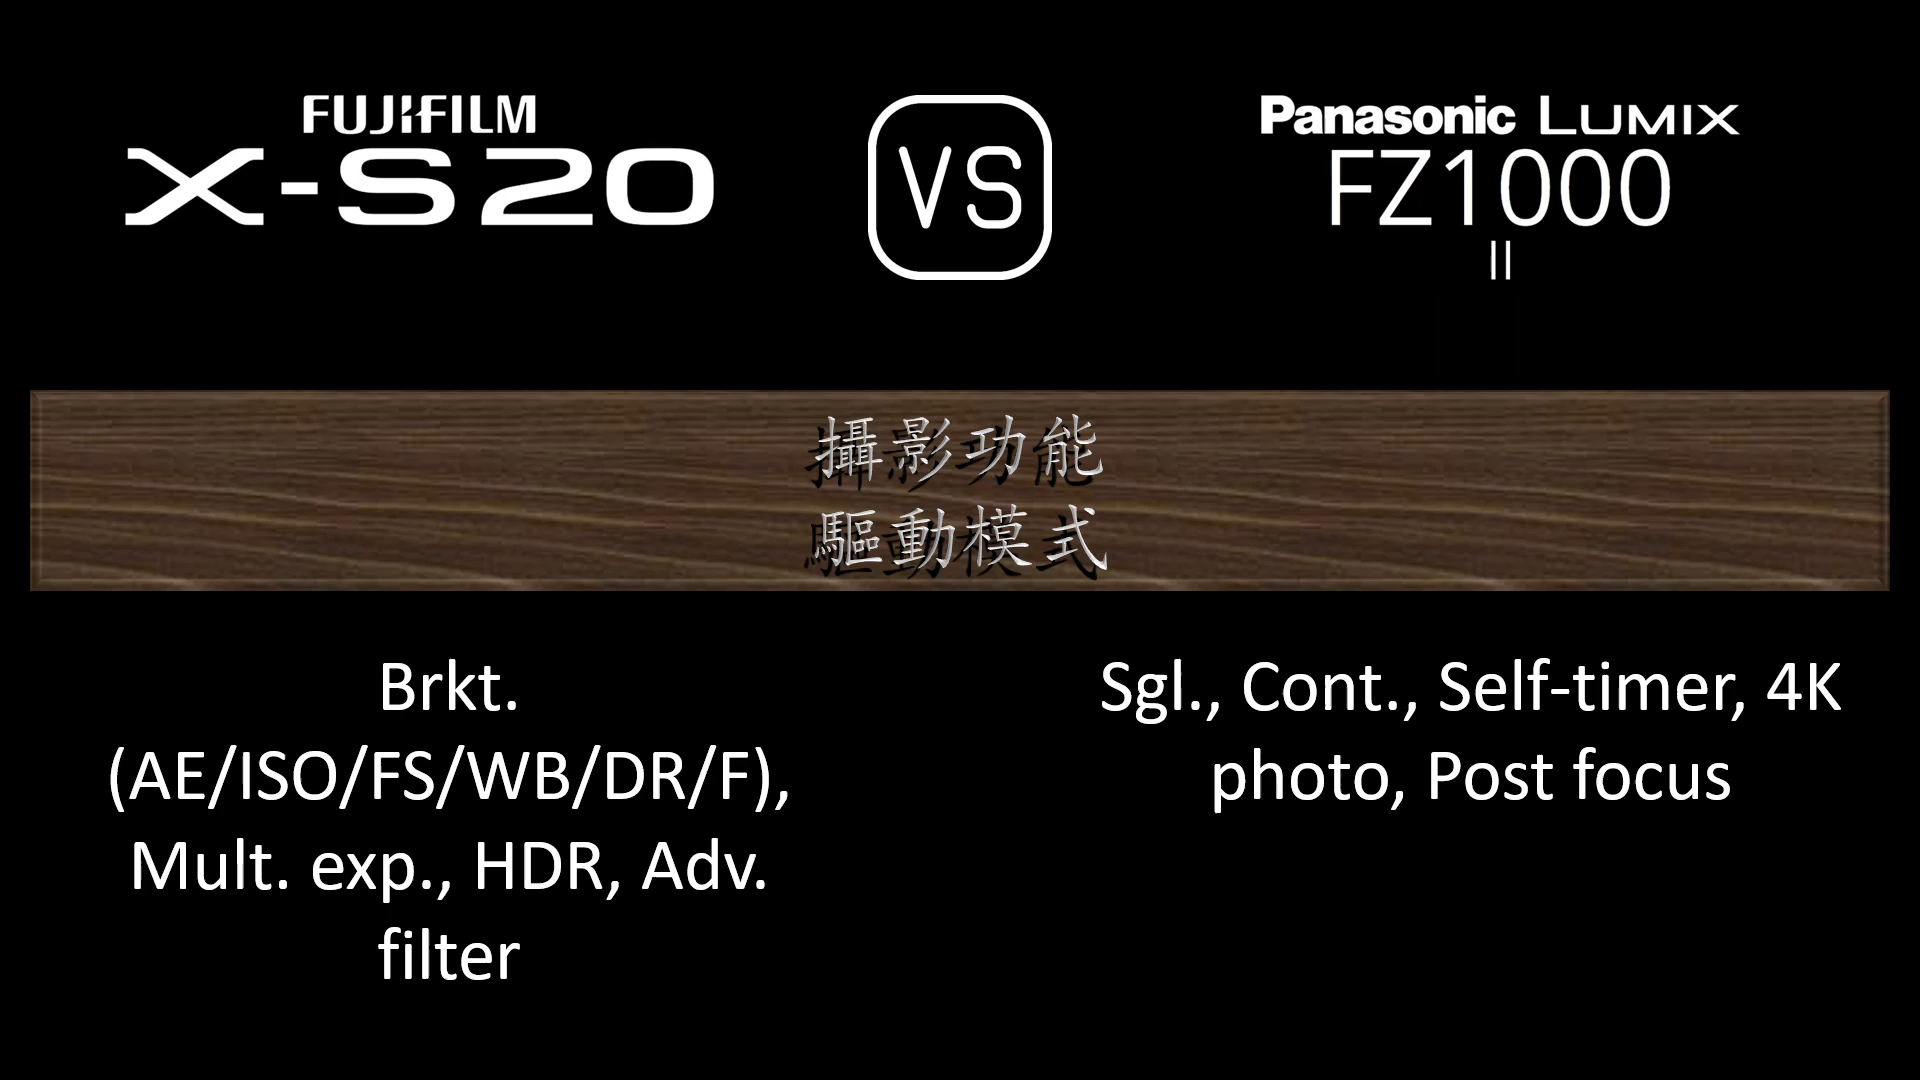 FUJIFILM
X-S20
VS
Panasonic LUMIX
FZ1000
II
攝影功能
驅動模式
Brkt.
(AE/ISO/FS/WB/DR/F),
Mult. exp., HDR, Adv.
filter
Sgl., Cont., Self-timer, 4K
photo, Post focus